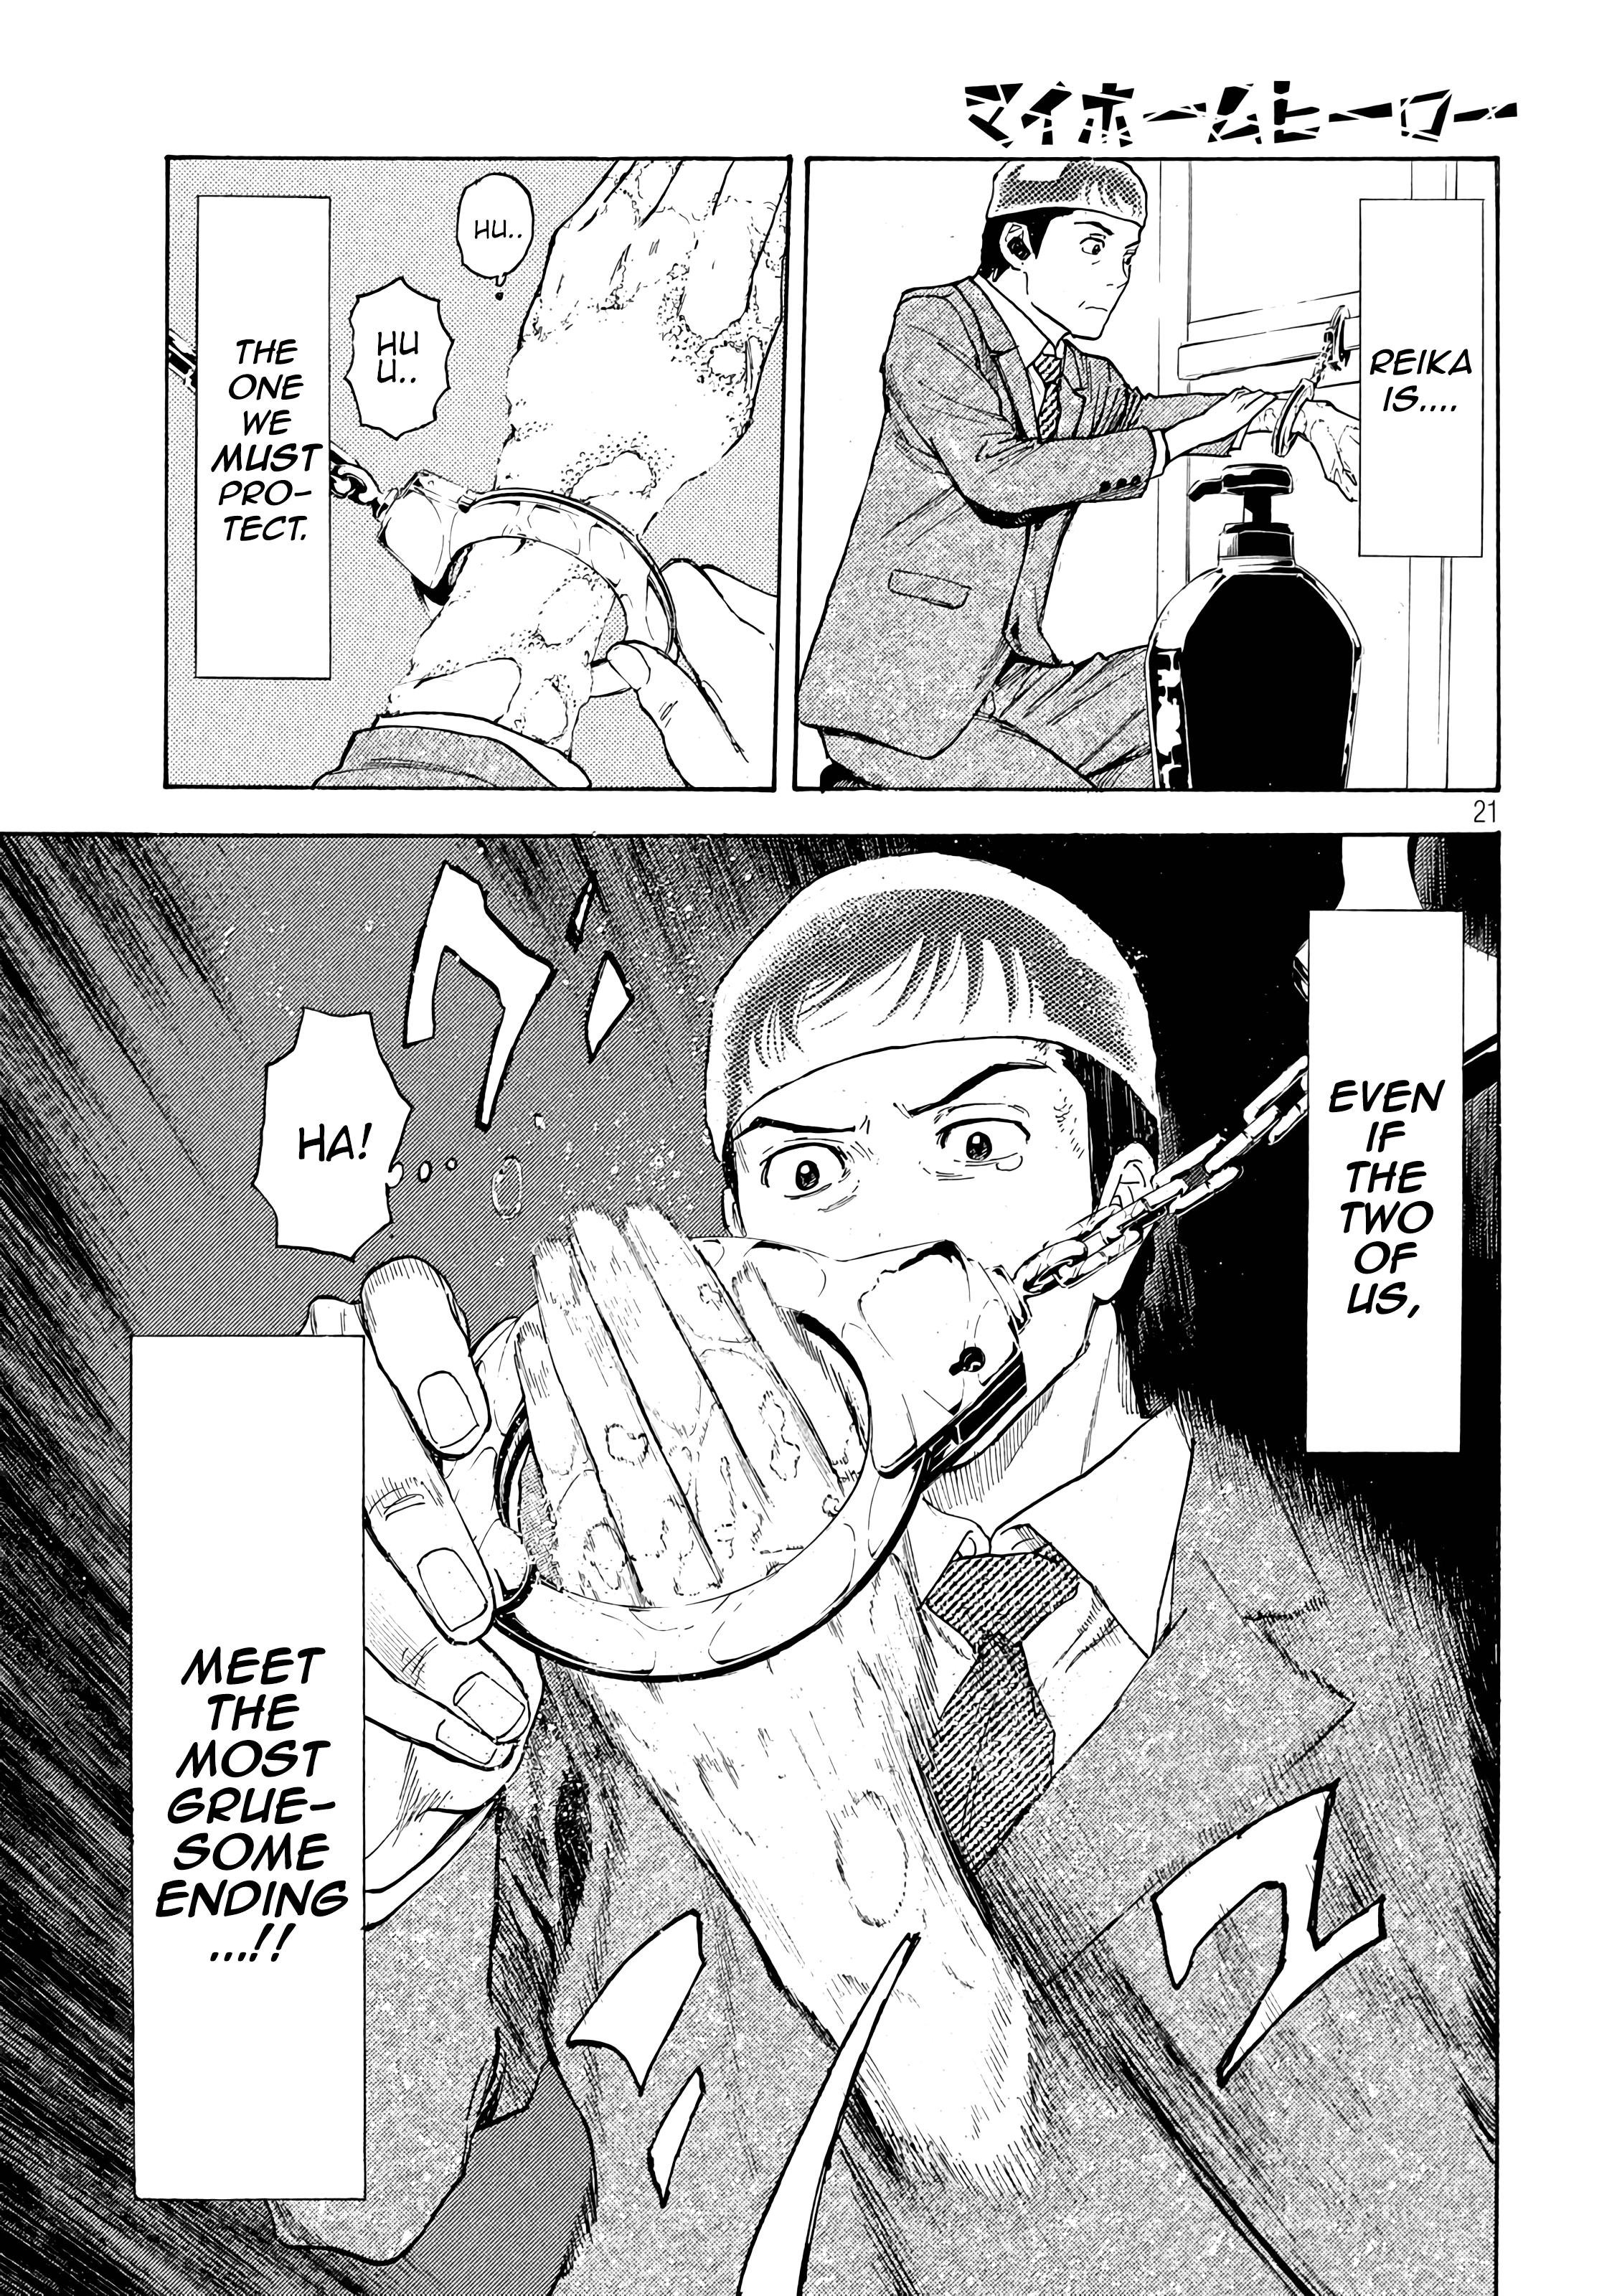 マイホームヒーロー
REIKA
IS....
HU..
HU
U..
THE
ONE
WE
MUST
PRO-
TECT.
21
EVEN
IF
THE
TWO
OF
US,
HA!
MEET
THE
MOST
GRUE-
SOME
ENDING
....!!